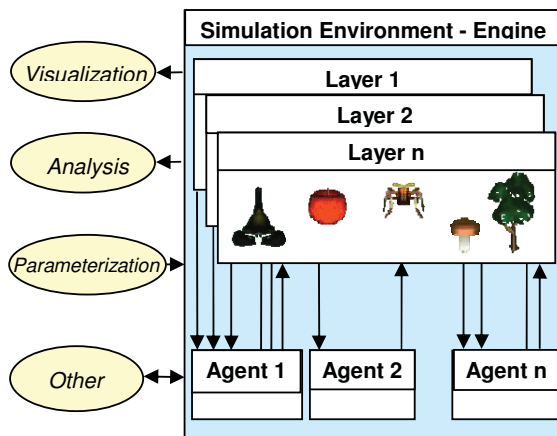 Simulation Environment - Engine
Visualization
Layer 1
Layer 2
Analysis
Layer n
Parameterization
Other
Agent 1
Agent 2
Agent n